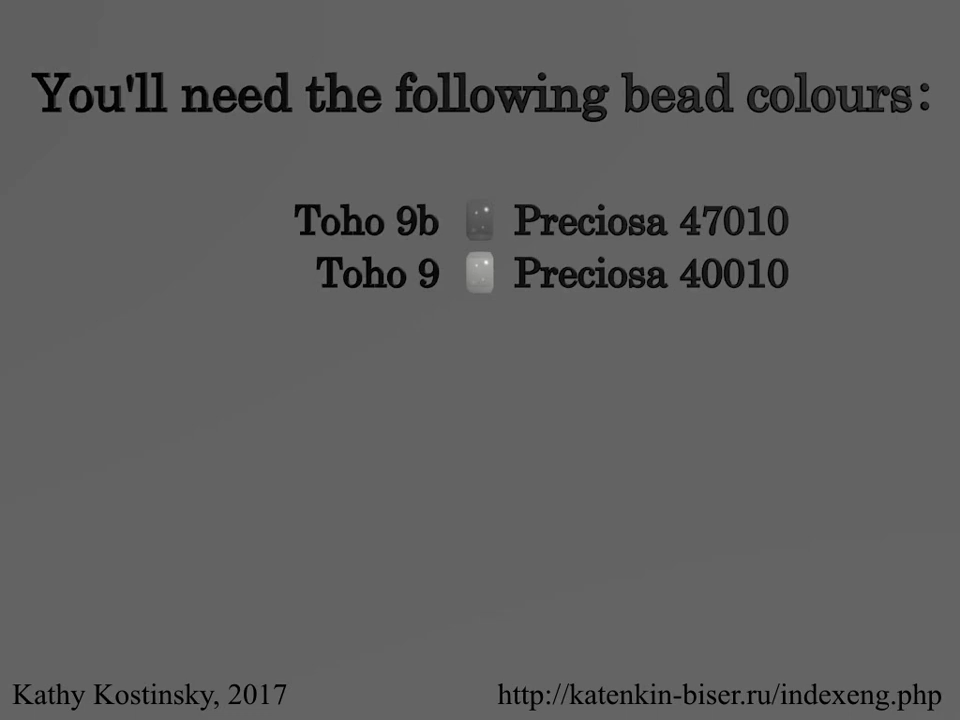 You'll need the following bead colours:
Toho 9b Preciosa 47010
Toho 9 Preciosa 40010
Kathy Kostinsky, 2017 http://katenkin-biser.ru/indexeng.php